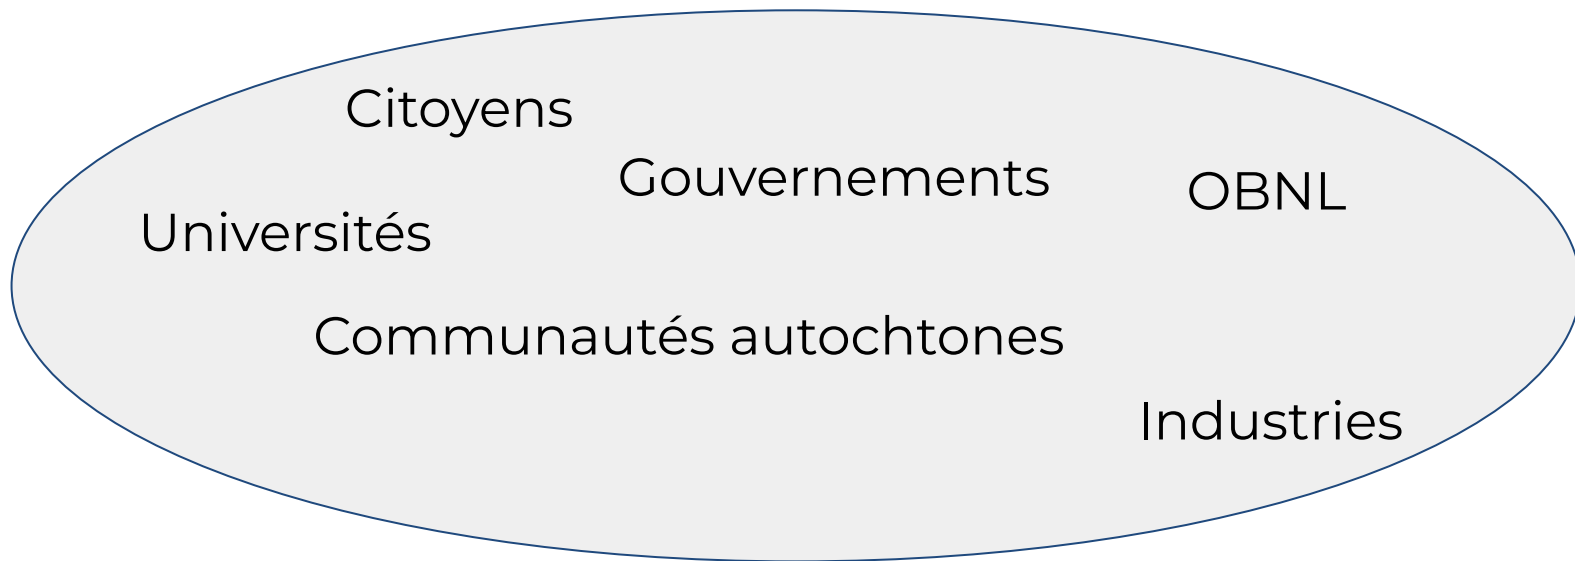 Citoyens
Gouvernements
OBNL
Universités
Communautés autochtones
Industries